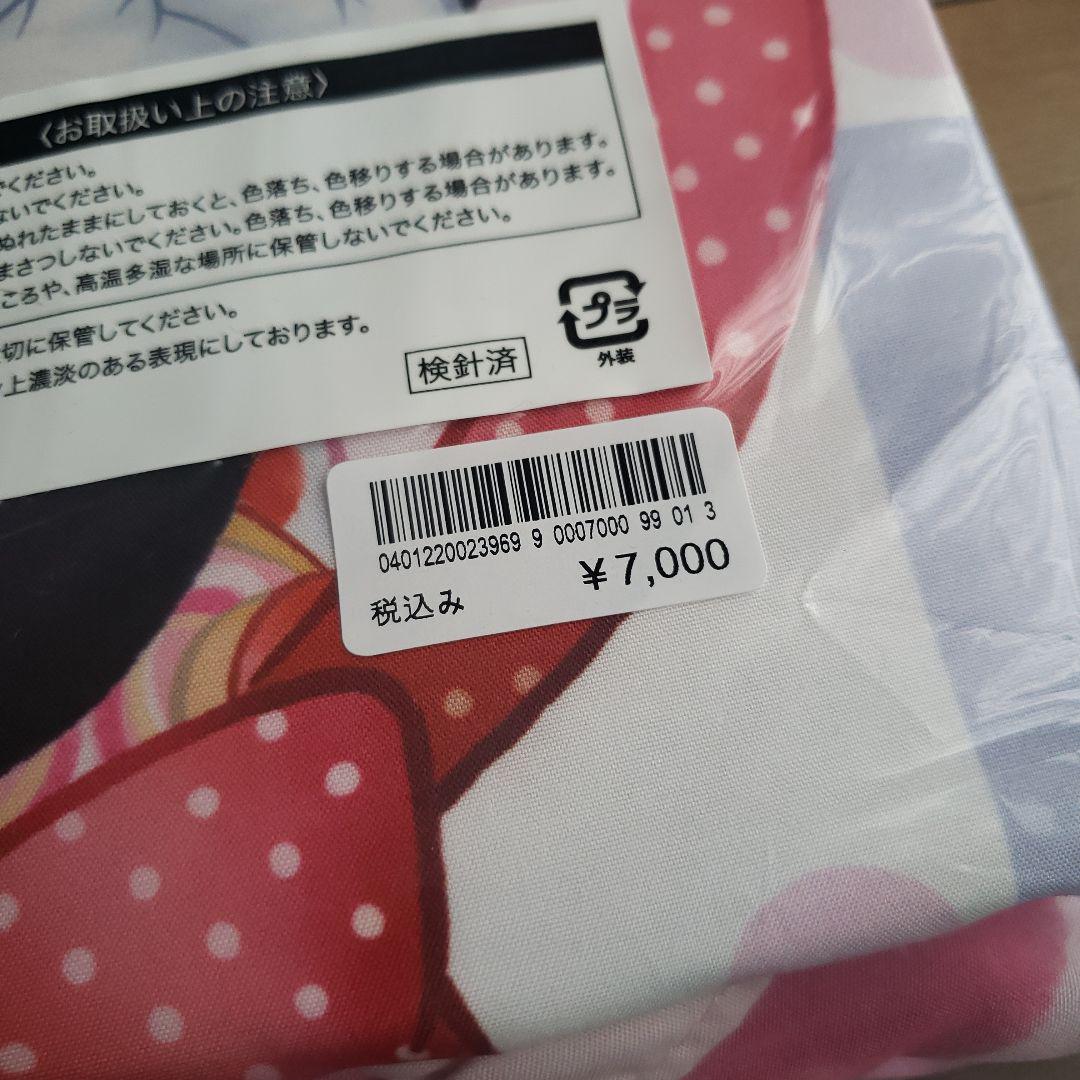 〈お取扱い上の注意〉
でください。
ないでください。
ぬれたままにしておくと、色落ち、色移りする場合があります。
まさつしないでください。色落ち、色移りする場合があります。
ころや、高温多湿な場所に保管しないでください。
切に保管してください。
上濃淡のある表現にしております。
検針済
プラ
外装
0401220023969 9 0007000 99 01 3
¥7,000
税込み